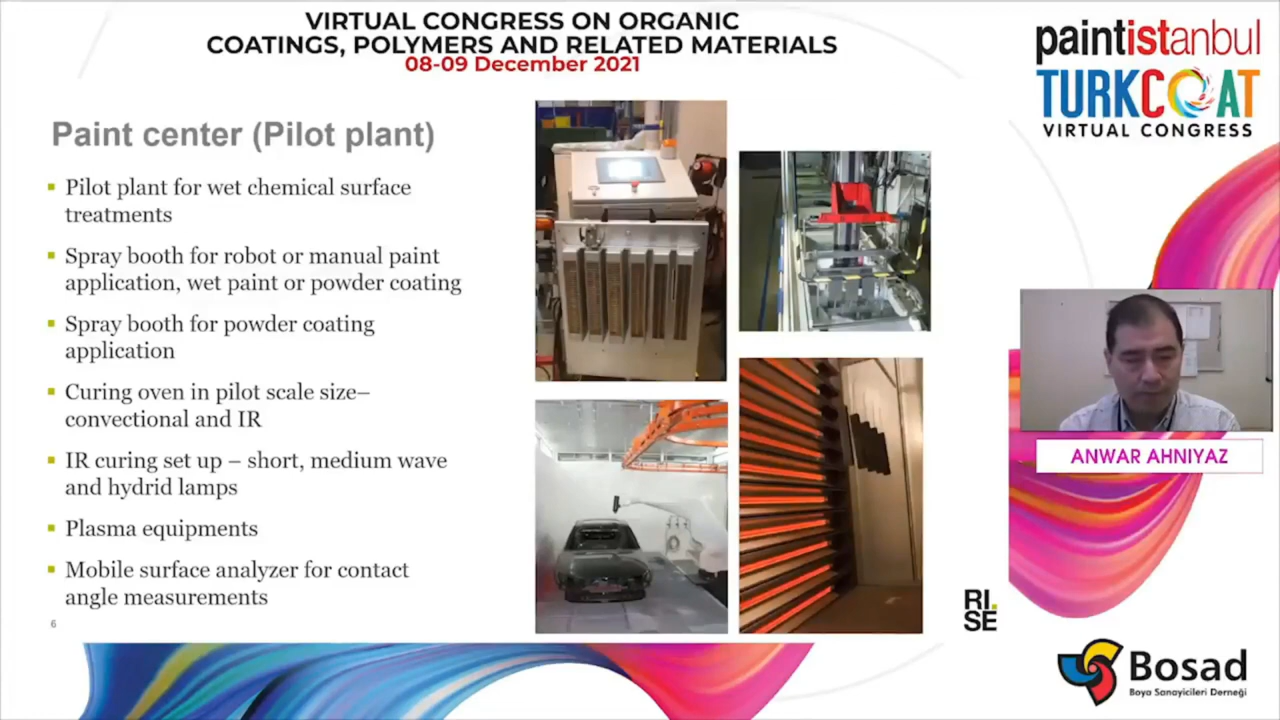 VIRTUAL CONGRESS ON ORGANIC
COATINGS, POLYMERS AND RELATED MATERIALS
08-09 December 2021
paintistanbul
TURKCOAT
VIRTUAL CONGRESS
Paint center (Pilot plant)
Pilot plant for wet chemical surface
treatments
Spray booth for robot or manual paint
application, wet paint or powder coating
Spray booth for powder coating
application
Curing oven in pilot scale size–
convectional and IR
IR curing set up – short, medium wave
and hydrid lamps
Plasma equipments
Mobile surface analyzer for contact
angle measurements
6
ANWAR AHNIYAZ
RI.
SE
Bosad
Boya Sanayicileri Derneği